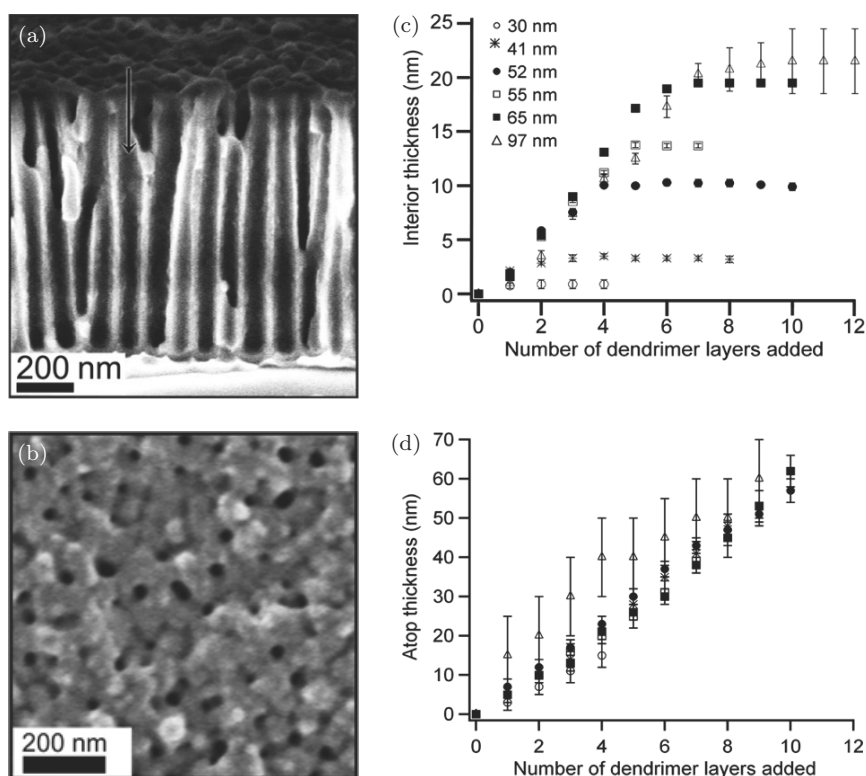 (a)
200 nm
(b)
200 nm
(c)
25
20
15
10
5
0
Interior thickness (nm)
30 nm
41 nm
52 nm
55 nm
65 nm
97 nm
0 2 4 6 8 10 12
Number of dendrimer layers added
(d)
70
60
50
40
30
20
10
0
Atop thickness (nm)
0 2 4 6 8 10 12
Number of dendrimer layers added